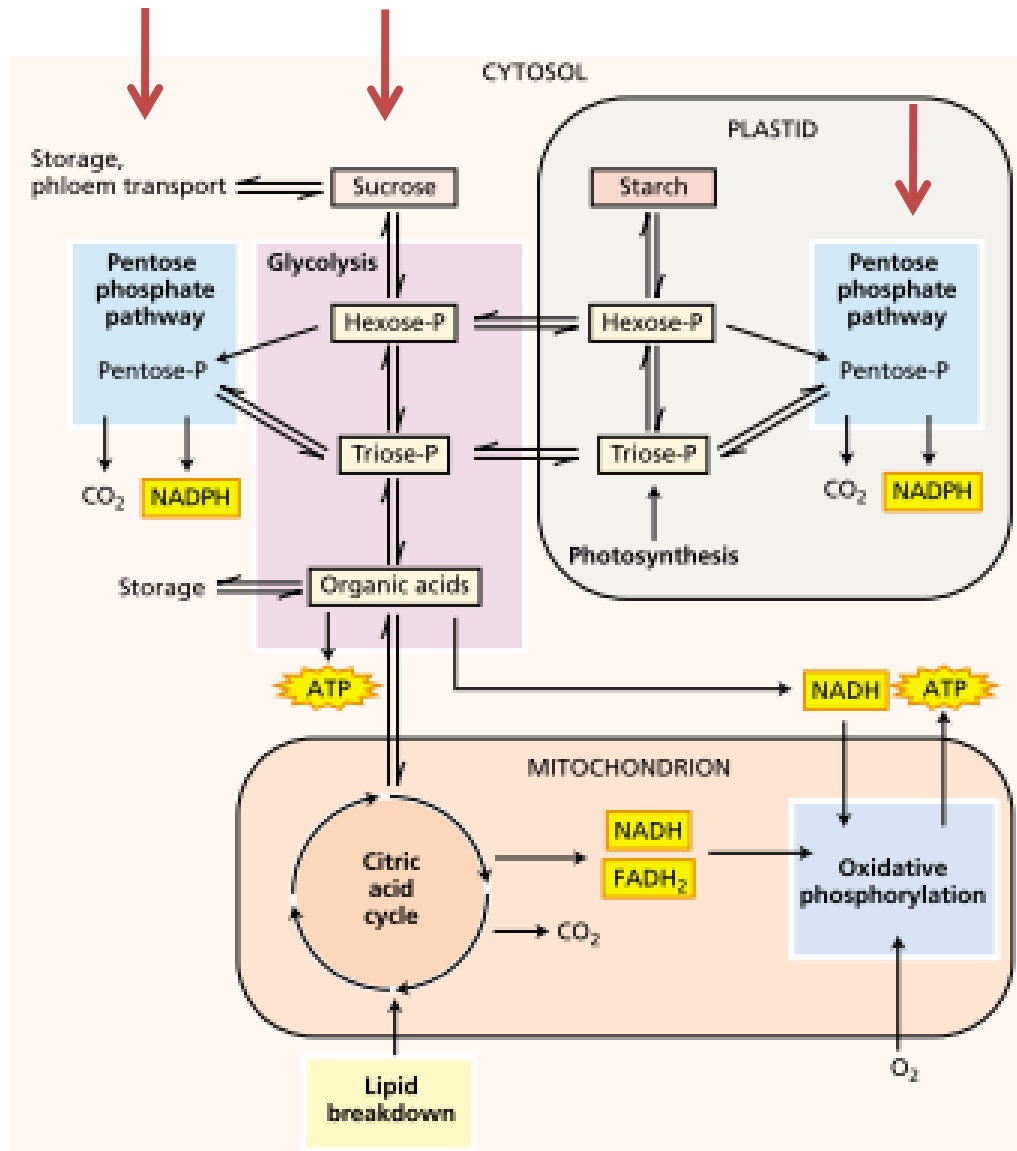 CYTOSOL
PLASTID
Storage,
phloem transport
Sucrose
Starch
Pentose
phosphate
pathway
Glycolysis
Pentose
phosphate
pathway
Hexose-P
Hexose-P
Pentose-P
Pentose-P
Triose-P
Triose-P
CO₂
NADPH
CO₂
NADPH
Photosynthesis
Storage
Organic acids
ATP
NADH
ATP
MITOCHONDRION
NADH
FADH₂
Citric
acid
cycle
Oxidative
phosphorylation
CO₂
O₂
Lipid
breakdown